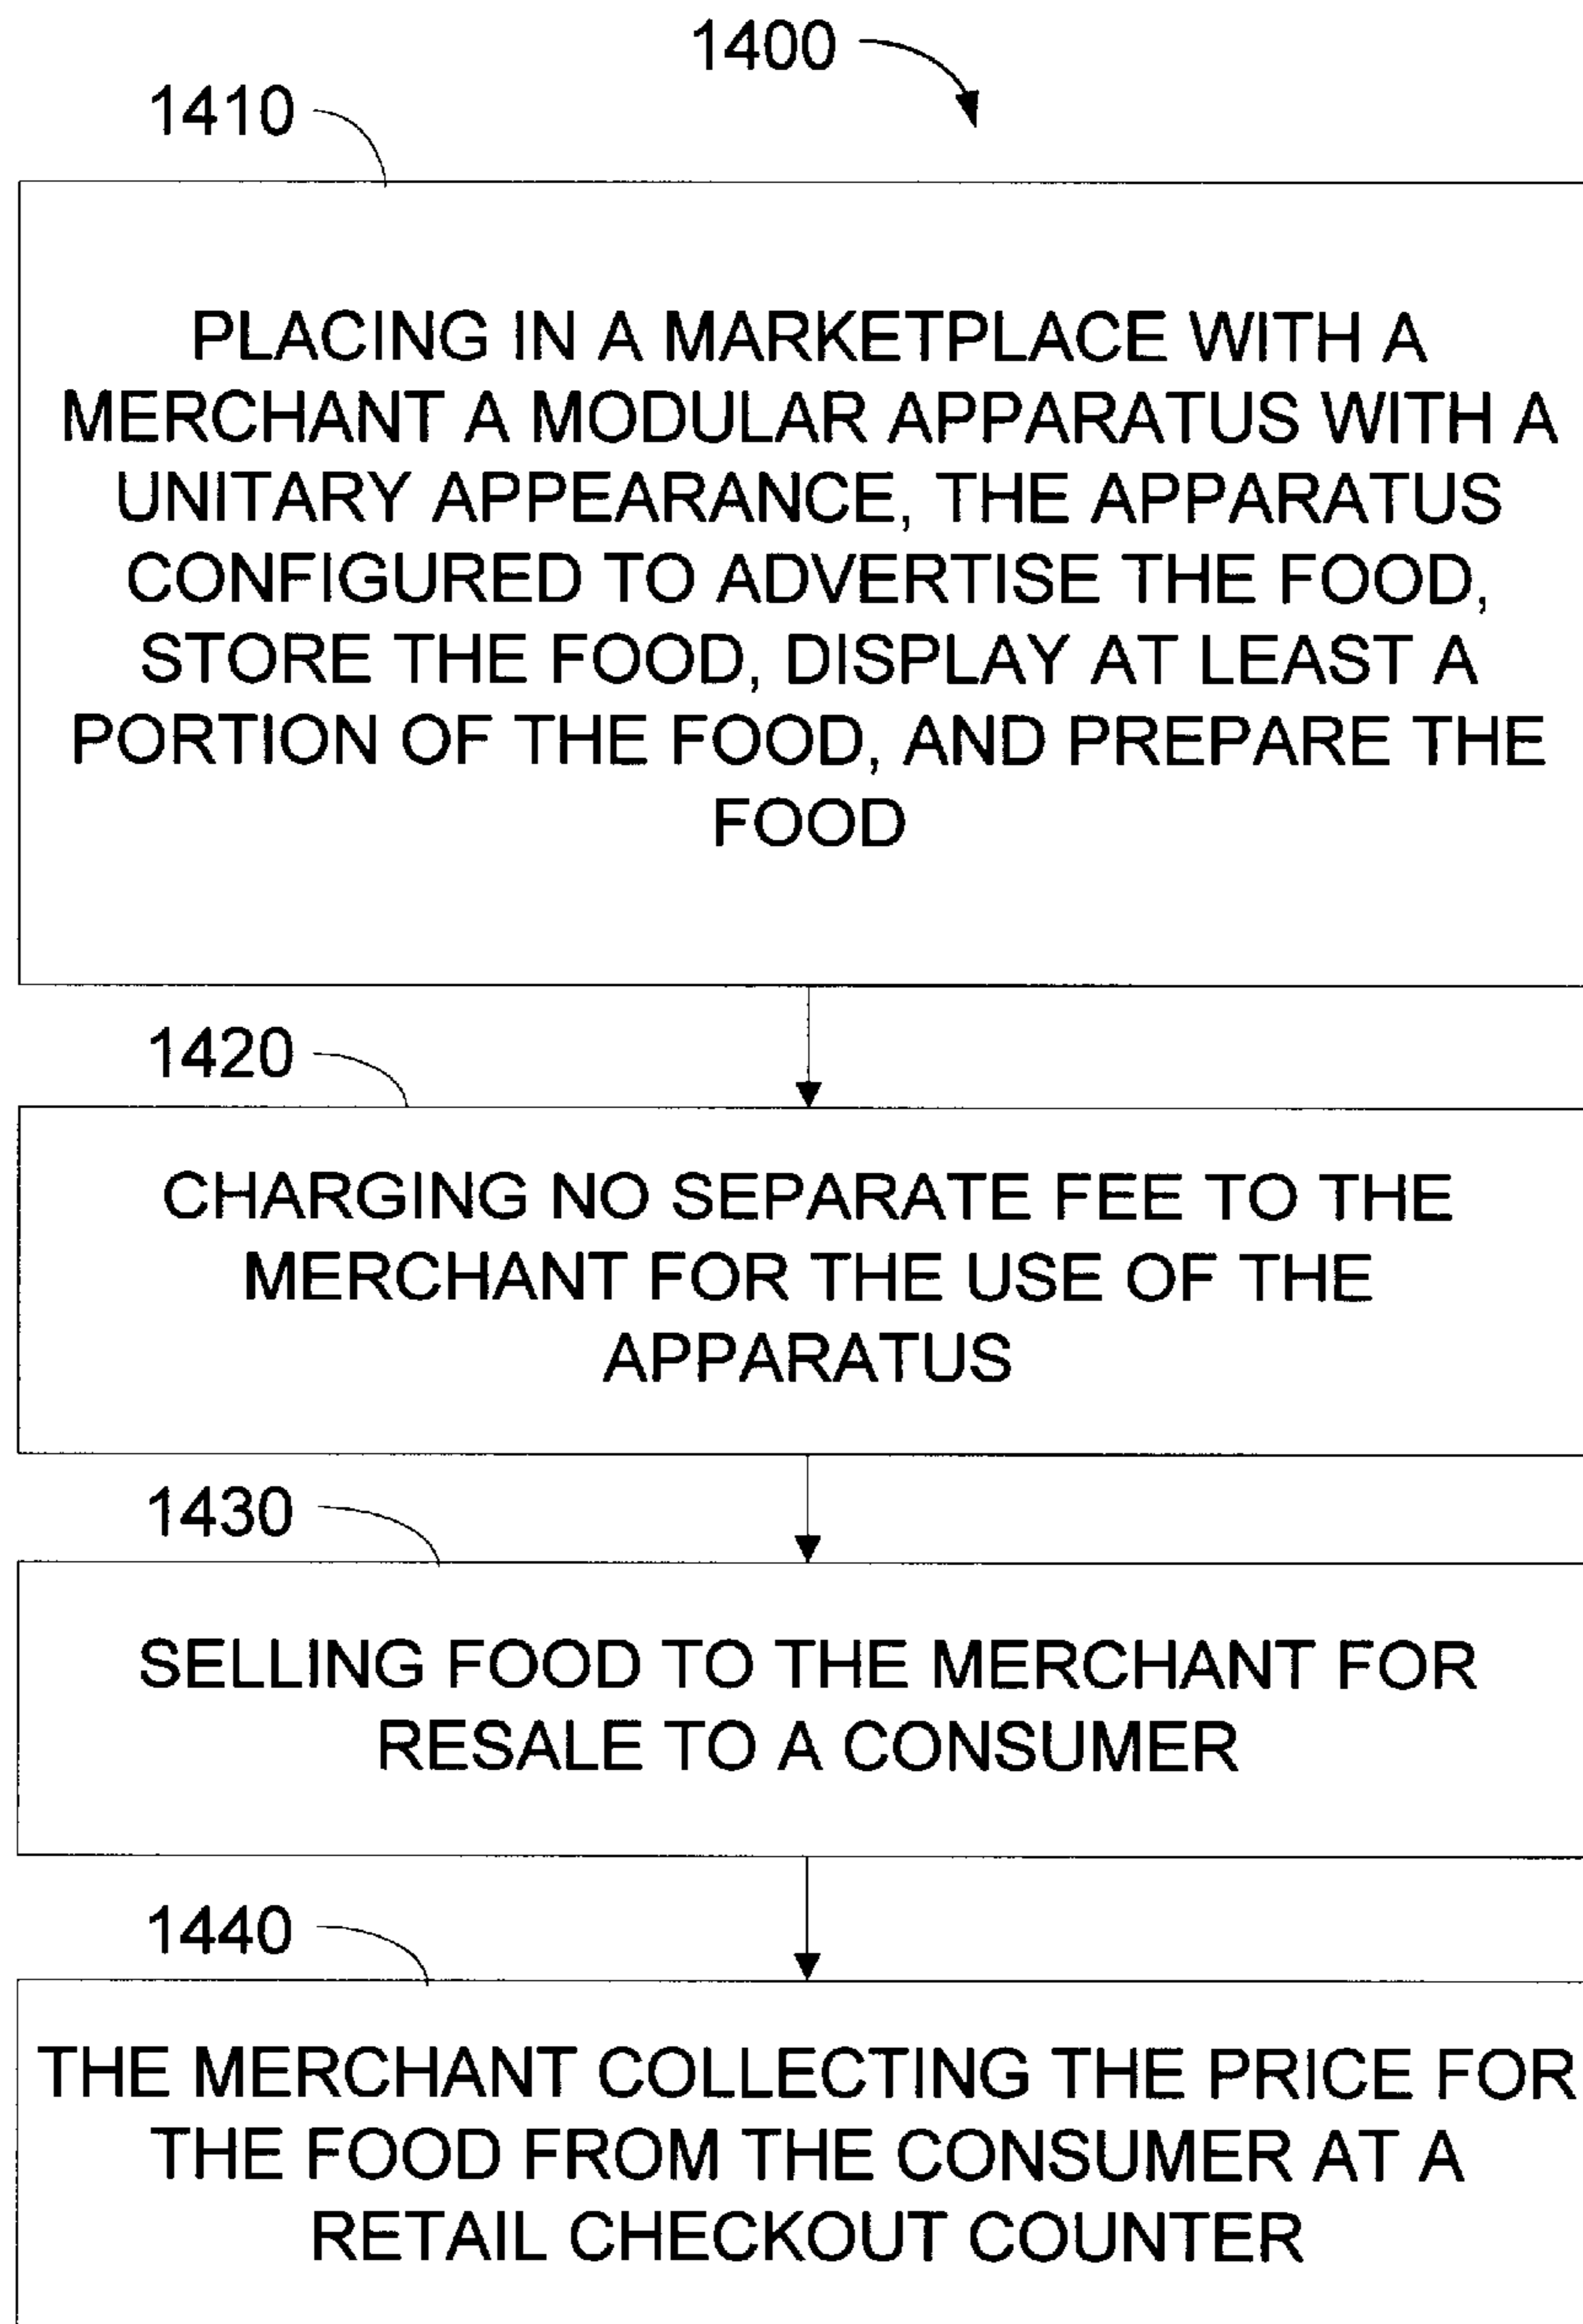 1400
1410
PLACING IN A MARKETPLACE WITH A
MERCHANT A MODULAR APPARATUS WITH A
UNITARY APPEARANCE, THE APPARATUS
CONFIGURED TO ADVERTISE THE FOOD,
STORE THE FOOD, DISPLAY AT LEAST A
PORTION OF THE FOOD, AND PREPARE THE
FOOD
1420
CHARGING NO SEPARATE FEE TO THE
MERCHANT FOR THE USE OF THE
APPARATUS
1430
SELLING FOOD TO THE MERCHANT FOR
RESALE TO A CONSUMER
1440
THE MERCHANT COLLECTING THE PRICE FOR
THE FOOD FROM THE CONSUMER AT A
RETAIL CHECKOUT COUNTER